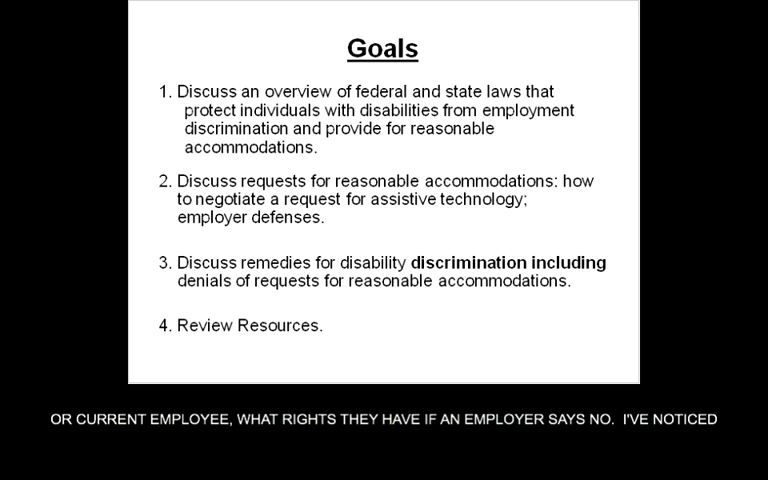 Goals
1. Discuss an overview of federal and state laws that
protect individuals with disabilities from employment
discrimination and provide for reasonable
accommodations.
2. Discuss requests for reasonable accommodations: how
to negotiate a request for assistive technology;
employer defenses.
3. Discuss remedies for disability discrimination including
denials of requests for reasonable accommodations.
4. Review Resources.
OR CURRENT EMPLOYEE, WHAT RIGHTS THEY HAVE IF AN EMPLOYER SAYS NO.  I'VE NOTICED